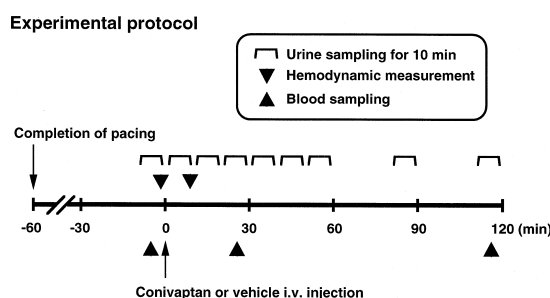 Experimental protocol
Urine sampling for 10 min
Hemodynamic measurement
Blood sampling
Completion of pacing
-60 -30 0 30 60 90 120 (min)
Conivaptan or vehicle i.v. injection